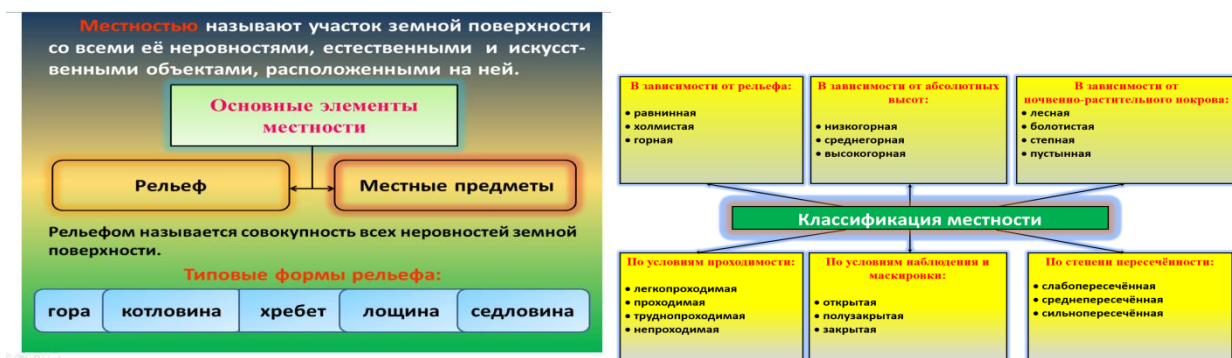 Местностью называют участок земной поверхности
со всеми её неровностями, естественными и искусст-
венными объектами, расположенными на ней.
Основные элементы
местности
Рельеф
Местные предметы
Рельефом называется совокупность всех неровностей земной
поверхности.
Типовые формы рельефа:
гора
котловина
хребет
лощина
седловина
В зависимости от рельефа:
• равнинная
• холмистая
• горная
В зависимости от абсолютных
высот:
• низкогорная
• среднегорная
• высокогорная
В зависимости от
почвенно-растительного покрова:
• лесная
• болотистая
• степная
• пустынная
Классификация местности
По условиям проходимости:
• легкопроходимая
• проходимая
• труднопроходимая
• непроходимая
По условиям наблюдения и
маскировки:
• открытая
• полузакрытая
• закрытая
По степени пересечённости:
• слабопересечённая
• среднепересечённая
• сильнопересечённая